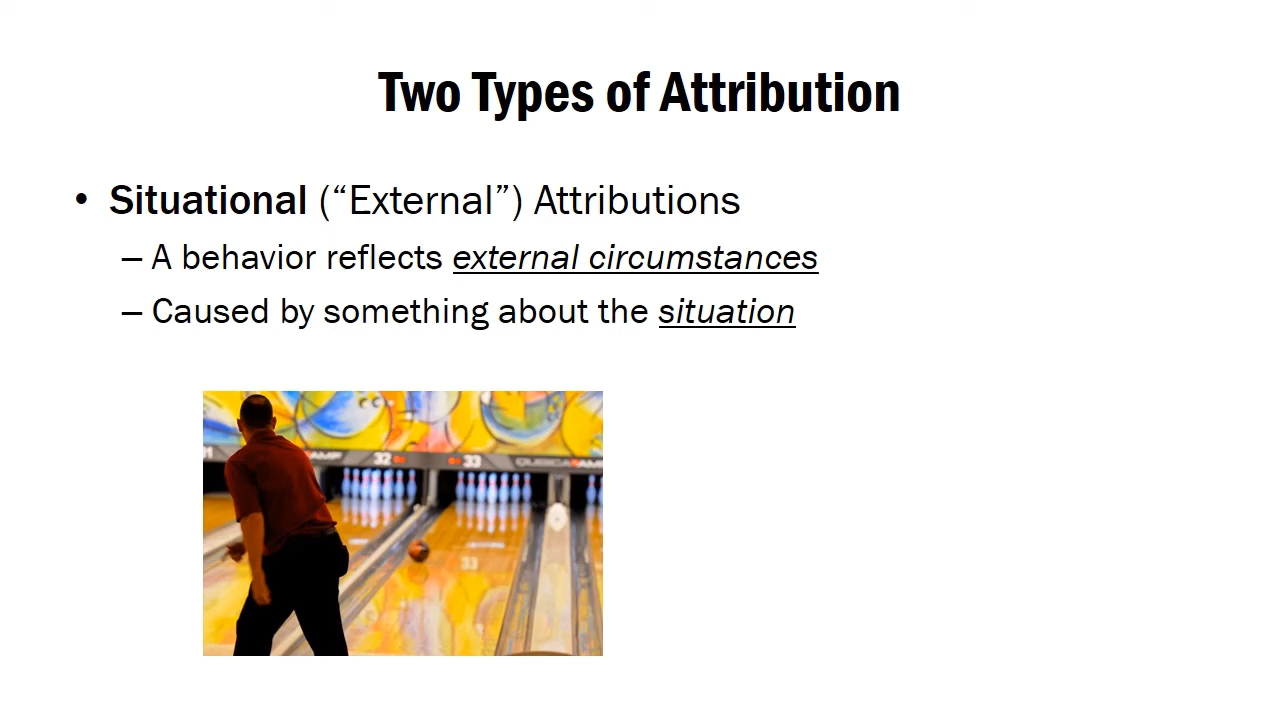 Two Types of Attribution
• Situational (“External”) Attributions
– A behavior reflects external circumstances
– Caused by something about the situation
32
33
33